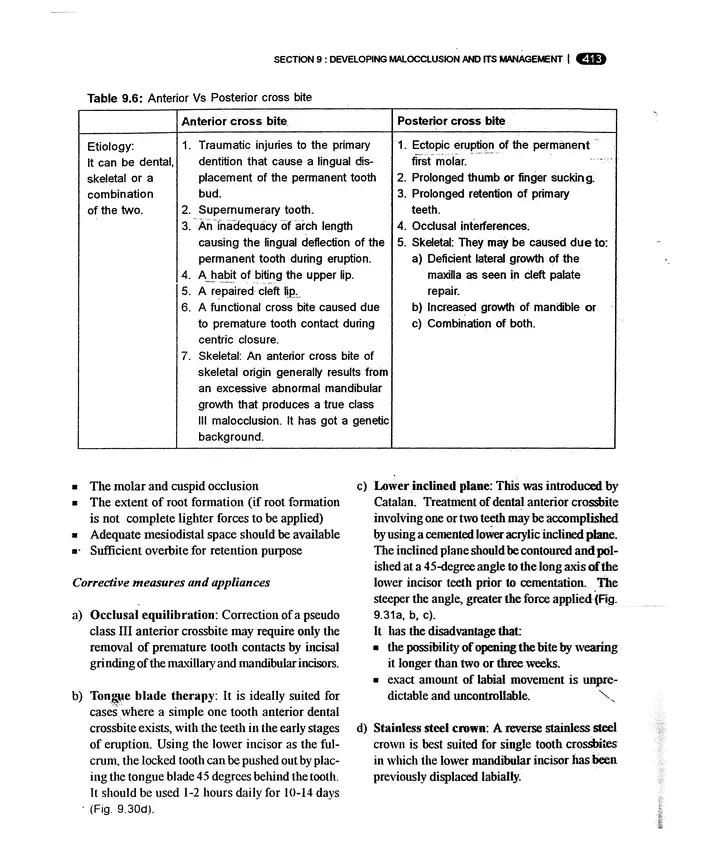 SECTION 9 : DEVELOPING MALOCCLUSION AND ITS MANAGEMENT | 413
Table 9.6: Anterior Vs Posterior cross bite
Anterior cross bite
Posterior cross bite
Etiology:
It can be dental,
skeletal or a
combination
of the two.
1. Traumatic injuries to the primary
dentition that cause a lingual dis-
placement of the permanent tooth
bud.
2. Supernumerary tooth.
3. An inadequacy of arch length
causing the lingual deflection of the
permanent tooth during eruption.
4. A habit of biting the upper lip.
5. A repaired cleft lip.
6. A functional cross bite caused due
to premature tooth contact during
centric closure.
7. Skeletal: An anterior cross bite of
skeletal origin generally results from
an excessive abnormal mandibular
growth that produces a true class
III malocclusion. It has got a genetic
background.
1. Ectopic eruption of the permanent
first molar.
2. Prolonged thumb or finger sucking.
3. Prolonged retention of primary
teeth.
4. Occlusal interferences.
5. Skeletal: They may be caused due to:
a) Deficient lateral growth of the
maxilla as seen in cleft palate
repair.
b) Increased growth of mandible or
c) Combination of both.
▪ The molar and cuspid occlusion
▪ The extent of root formation (if root formation
is not complete lighter forces to be applied)
▪ Adequate mesiodistal space should be available
▪ Sufficient overbite for retention purpose
Corrective measures and appliances
a) Occlusal equilibration: Correction of a pseudo
class III anterior crossbite may require only the
removal of premature tooth contacts by incisal
grinding of the maxillary and mandibular incisors.
b) Tongue blade therapy: It is ideally suited for
cases where a simple one tooth anterior dental
crossbite exists, with the teeth in the early stages
of eruption. Using the lower incisor as the ful-
crum, the locked tooth can be pushed out by plac-
ing the tongue blade 45 degrees behind the tooth.
It should be used 1-2 hours daily for 10-14 days
(Fig. 9.30d).
c) Lower inclined plane: This was introduced by
Catalan. Treatment of dental anterior crossbite
involving one or two teeth may be accomplished
by using a cemented lower acrylic inclined plane.
The inclined plane should be contoured and pol-
ished at a 45-degree angle to the long axis of the
lower incisor teeth prior to cementation. The
steeper the angle, greater the force applied (Fig.
9.31a, b, c).
It has the disadvantage that:
▪ the possibility of opening the bite by wearing
it longer than two or three weeks.
▪ exact amount of labial movement is unpre-
dictable and uncontrollable.
d) Stainless steel crown: A reverse stainless steel
crown is best suited for single tooth crossbites
in which the lower mandibular incisor has been
previously displaced labially.